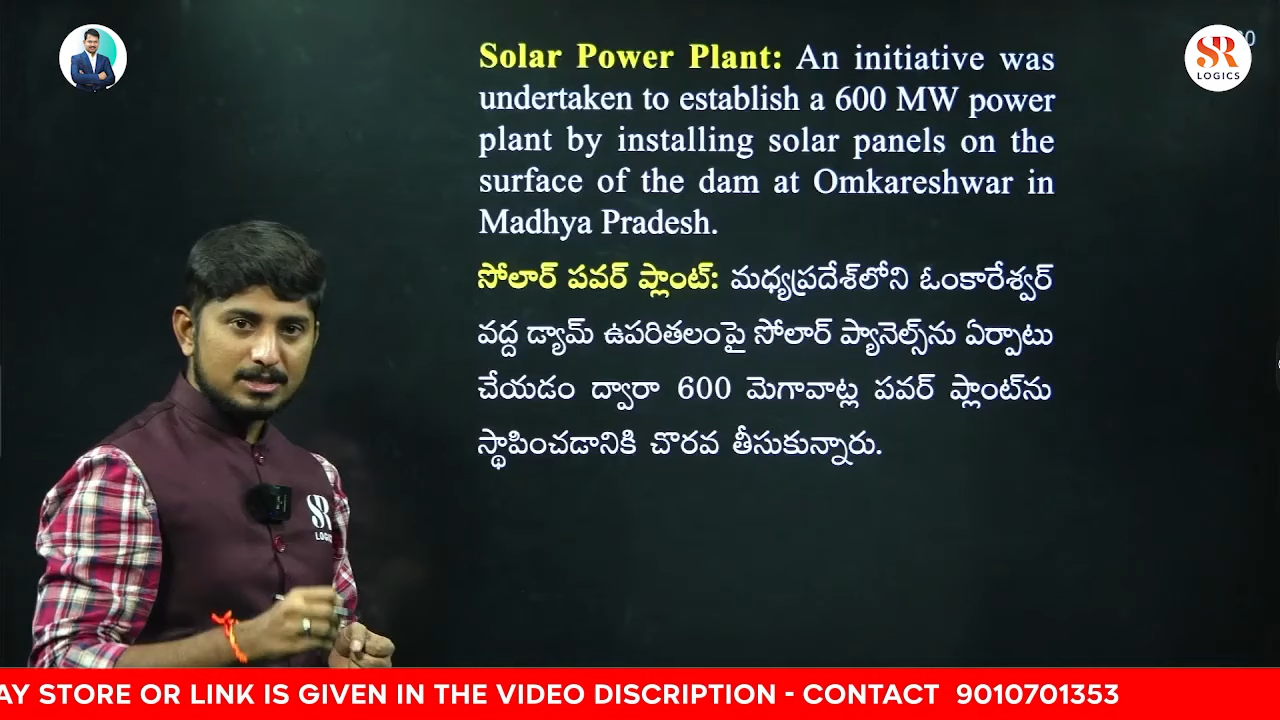 Solar Power Plant: An initiative was
undertaken to establish a 600 MW power
plant by installing solar panels on the
surface of the dam at Omkareshwar in
Madhya Pradesh.
సోలార్ పవర్ ప్లాంట్: మధ్యప్రదేశ్‌లోని ఓంకారేశ్వర్
వద్ద డ్యామ్ ఉపరితలంపై సోలార్ ప్యానెల్స్‌ను ఏర్పాటు
చేయడం ద్వారా 600 మెగావాట్ల పవర్ ప్లాంట్‌ను
స్థాపించడానికి చొరవ తీసుకున్నారు.
SR
LOGICS
SR
LOGICS
AY STORE OR LINK IS GIVEN IN THE VIDEO DISCRIPTION - CONTACT 9010701353